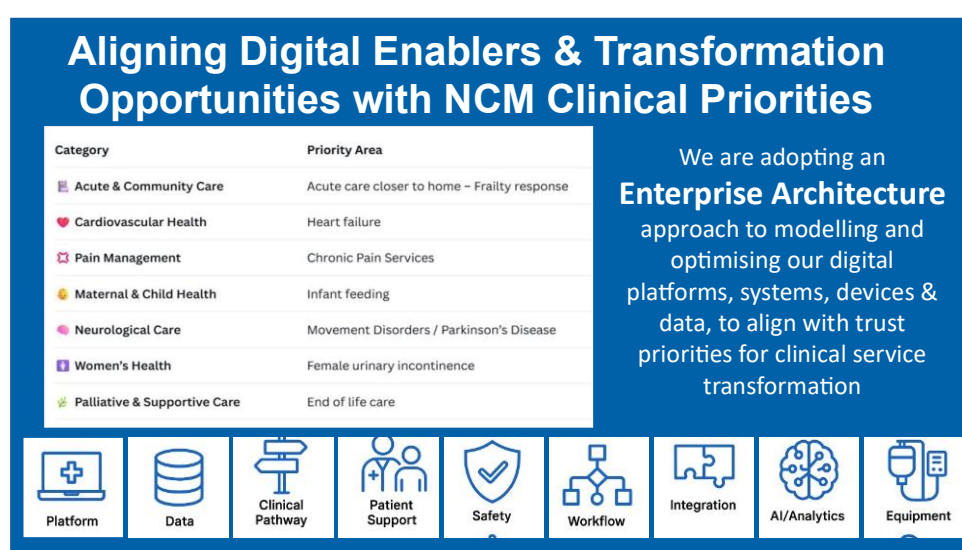 Aligning Digital Enablers & Transformation
Opportunities with NCM Clinical Priorities
Category Priority Area
Acute & Community Care Acute care closer to home – Frailty response
Cardiovascular Health Heart failure
Pain Management Chronic Pain Services
Maternal & Child Health Infant feeding
Neurological Care Movement Disorders / Parkinson's Disease
Women's Health Female urinary incontinence
Palliative & Supportive Care End of life care
We are adopting an
Enterprise Architecture
approach to modelling and
optimising our digital
platforms, systems, devices &
data, to align with trust
priorities for clinical service
transformation
Platform
Data
Clinical
Pathway
Patient
Support
Safety
Workflow
Integration
AI/Analytics
Equipment